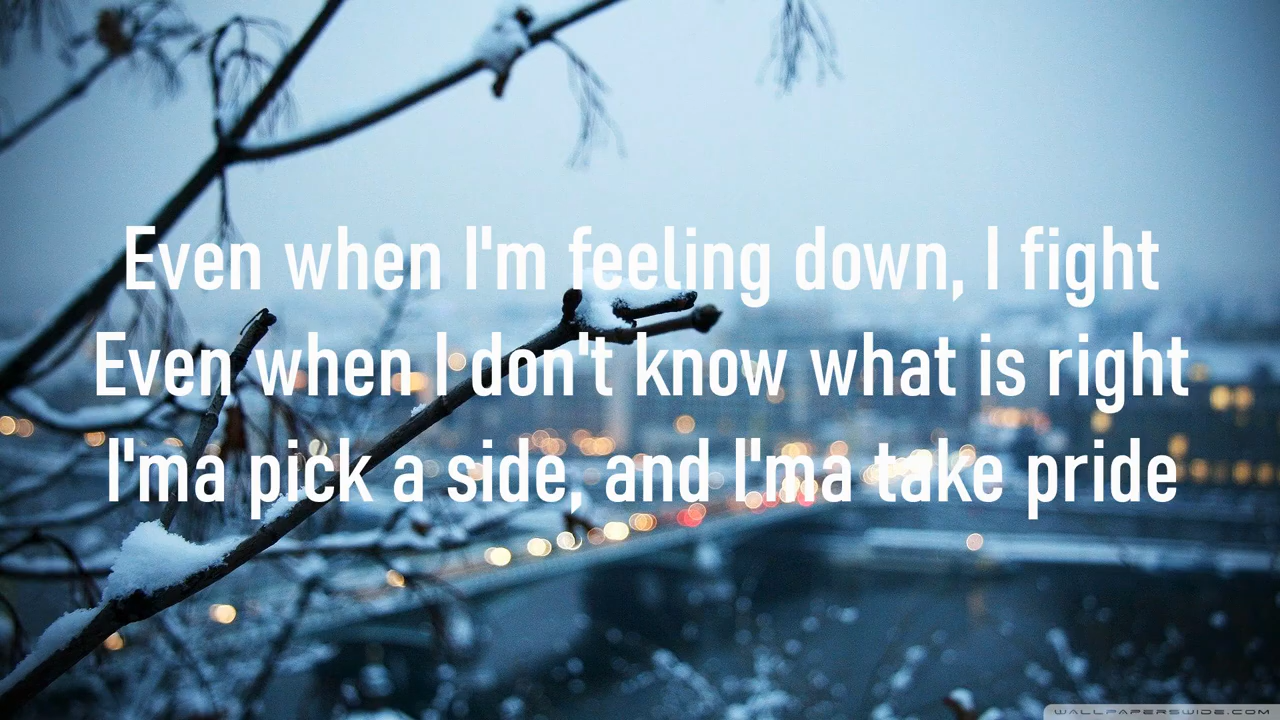 Even when I'm feeling down, I fight
Even when I don't know what is right
I'ma pick a side, and I'ma take pride
WALLPAPERSWIDE.COM